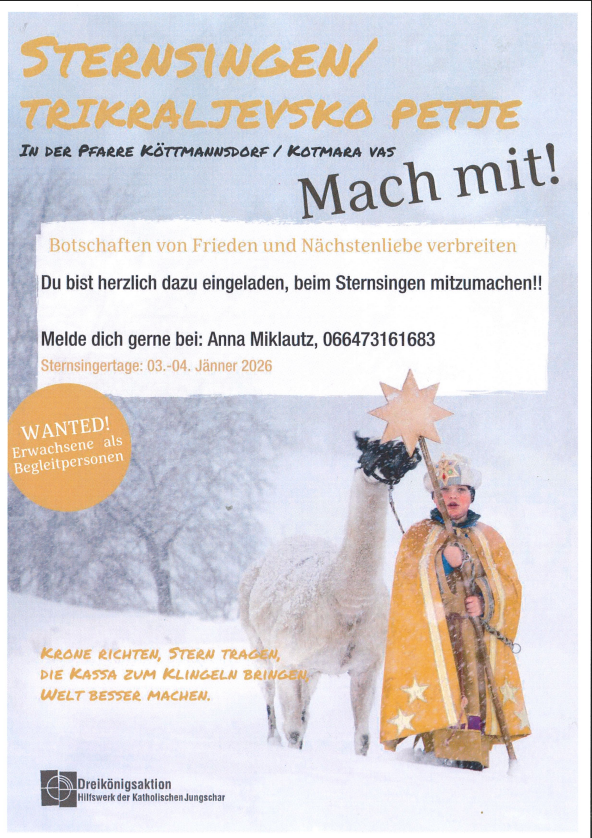 STERNSINGEN/
TRIKRALJEVSKO PETJE
IN DER PFARRE KÖTTMANNSDORF / KOTMARA VAS
Mach mit!
Botschaften von Frieden und Nächstenliebe verbreiten
Du bist herzlich dazu eingeladen, beim Sternsingen mitzumachen!!
Melde dich gerne bei: Anna Miklautz, 066473161683
Sternsingertage: 03.-04. Jänner 2026
WANTED!
Erwachsene als
Begleitpersonen
KRONE RICHTEN, STERN TRAGEN,
DIE KASSA ZUM KLINGELN BRINGEN,
WELT BESSER MACHEN.
Dreikönigsaktion
Hilfswerk der Katholischen Jungschar